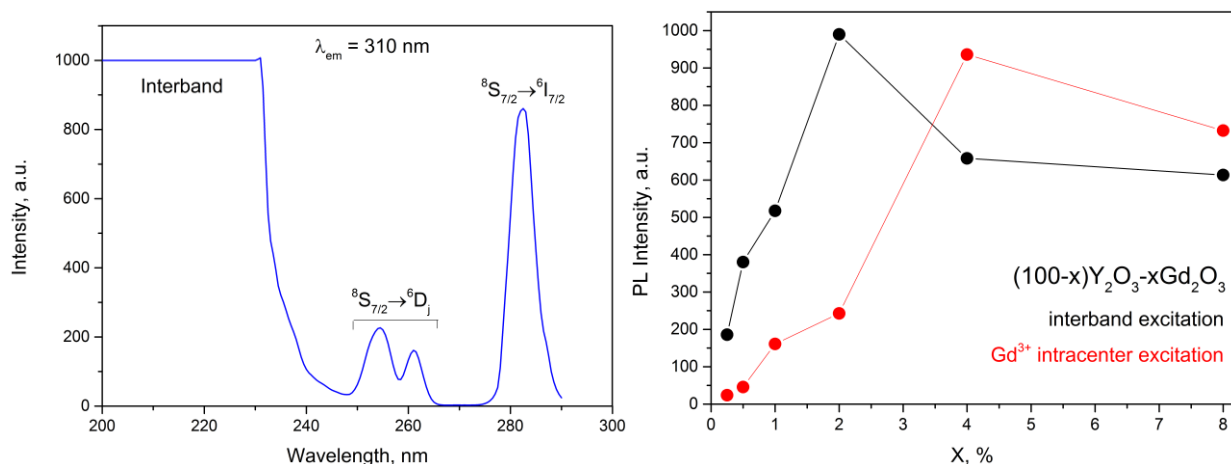 λem = 310 nm
Interband
⁸S₇/₂→⁶I₇/₂
⁸S₇/₂→⁶Dⱼ
1000
800
600
400
200
0
200
220
240
260
280
300
Intensity, a.u.
Wavelength, nm
1000
900
800
700
600
500
400
300
200
100
0
0
1
2
3
4
5
6
7
8
PL Intensity, a.u.
X, %
(100-x)Y₂O₃-xGd₂O₃
interband excitation
Gd³⁺ intracenter excitation